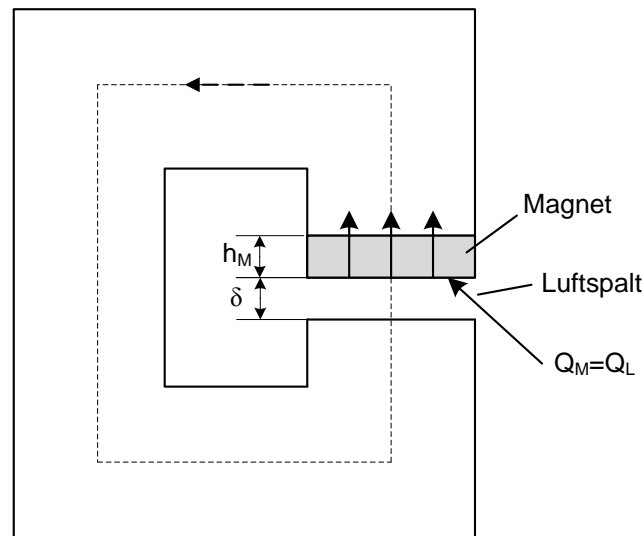 Magnet
h_M
δ
Luftspalt
Q_M=Q_L